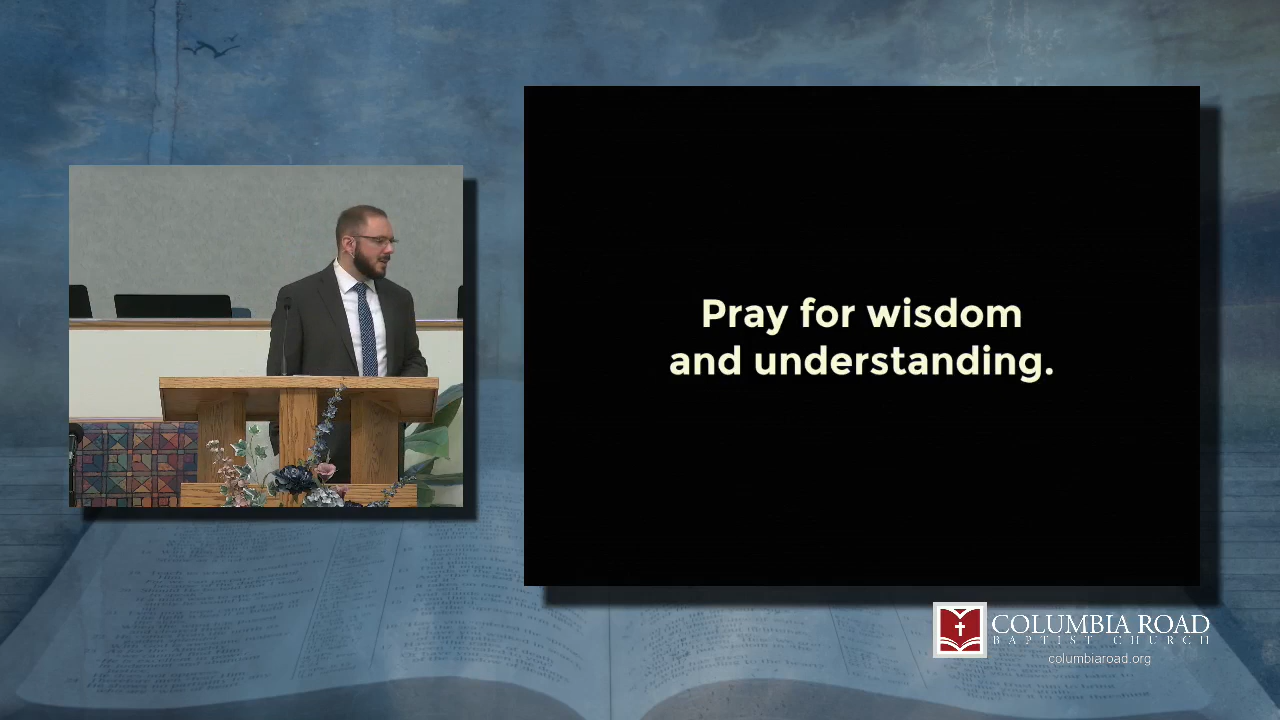 Pray for wisdom
and understanding.
COLUMBIA ROAD
BAPTIST CHURCH
columbiaroad.org